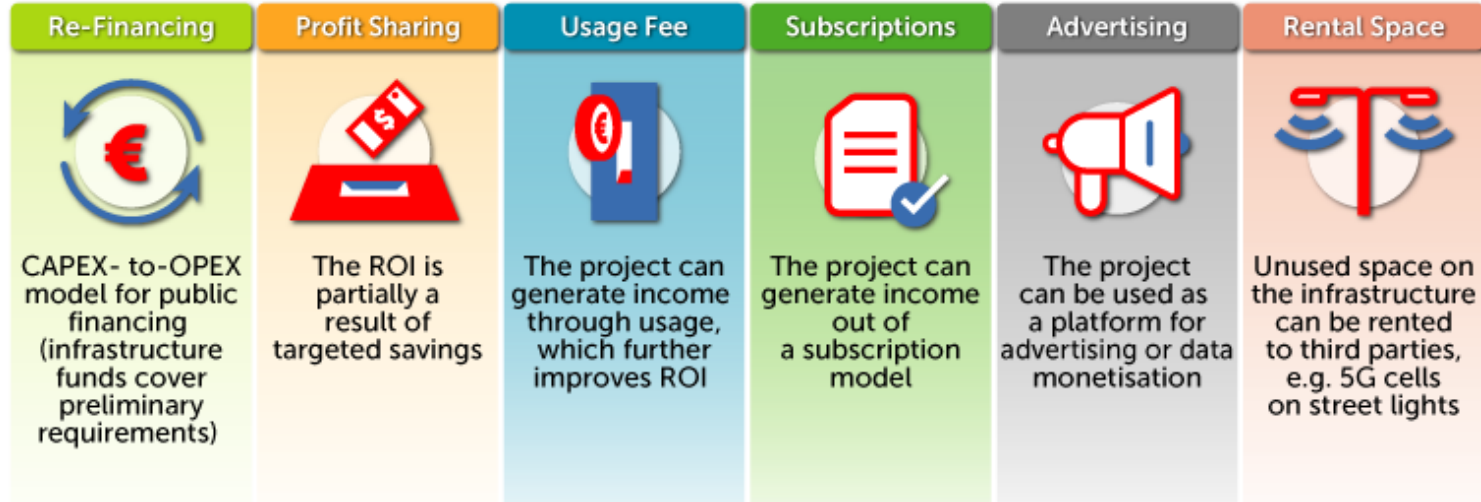 Re-Financing
€
CAPEX- to-OPEX
model for public
financing
(infrastructure
funds cover
preliminary
requirements)
Profit Sharing
$
The ROI is
partially a
result of
targeted savings
Usage Fee
€
The project can
generate income
through usage,
which further
improves ROI
Subscriptions
The project can
generate income
out of
a subscription
model
Advertising
The project
can be used as
a platform for
advertising or data
monetisation
Rental Space
Unused space on
the infrastructure
can be rented
to third parties,
e.g. 5G cells
on street lights